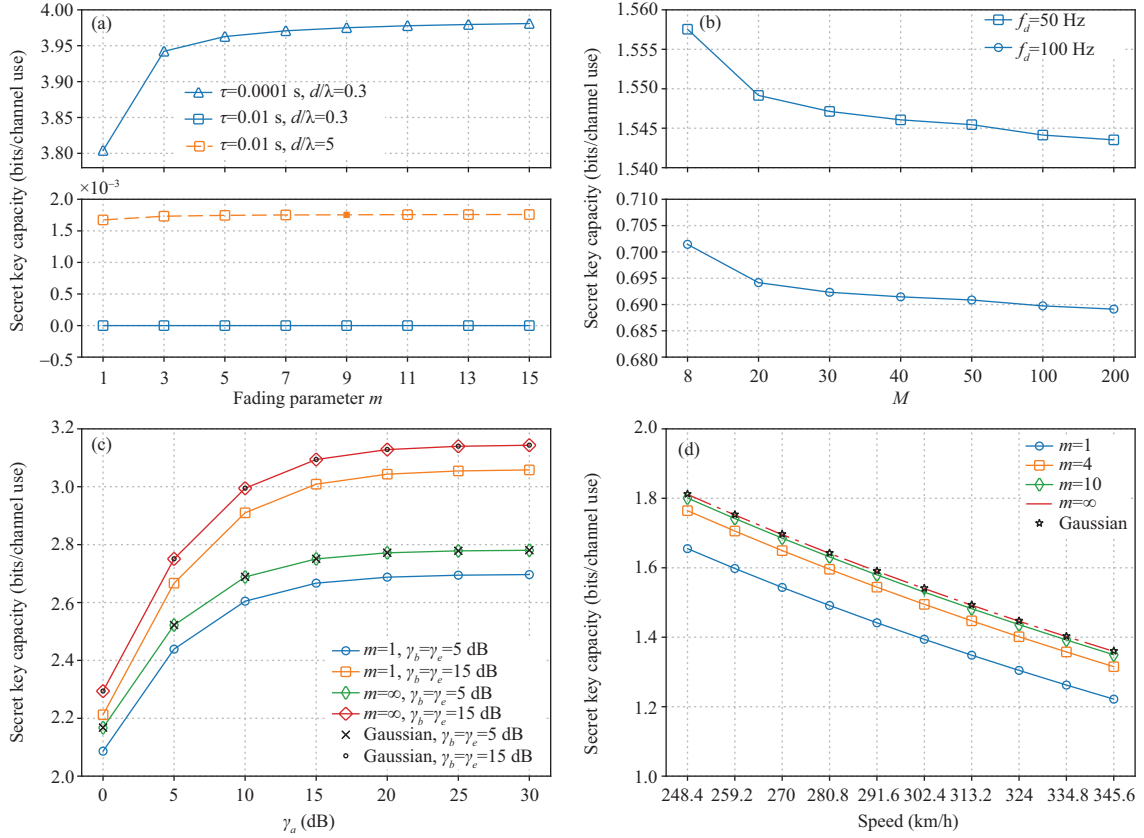 (a)
Secret key capacity (bits/channel use)
4.00
3.95
3.90
3.85
3.80
τ=0.0001 s, d/λ=0.3
τ=0.01 s, d/λ=0.3
τ=0.01 s, d/λ=5
×10⁻³
2.0
1.5
1.0
0.5
0.0
−0.5
1 3 5 7 9 11 13 15
Fading parameter m
(b)
Secret key capacity (bits/channel use)
1.560
1.555
1.550
1.545
1.540
f_d=50 Hz
f_d=100 Hz
0.710
0.705
0.700
0.695
0.690
0.685
0.680
8 20 30 40 50 100 200
M
(c)
Secret key capacity (bits/channel use)
3.2
3.0
2.8
2.6
2.4
2.2
2.0
m=1, γ_b=γ_e=5 dB
m=1, γ_b=γ_e=15 dB
m=∞, γ_b=γ_e=5 dB
m=∞, γ_b=γ_e=15 dB
Gaussian, γ_b=γ_e=5 dB
Gaussian, γ_b=γ_e=15 dB
0 5 10 15 20 25 30
γ_a (dB)
(d)
Secret key capacity (bits/channel use)
2.0
1.8
1.6
1.4
1.2
1.0
m=1
m=4
m=10
m=∞
Gaussian
248.4 259.2 270 280.8 291.6 302.4 313.2 324 334.8 345.6
Speed (km/h)